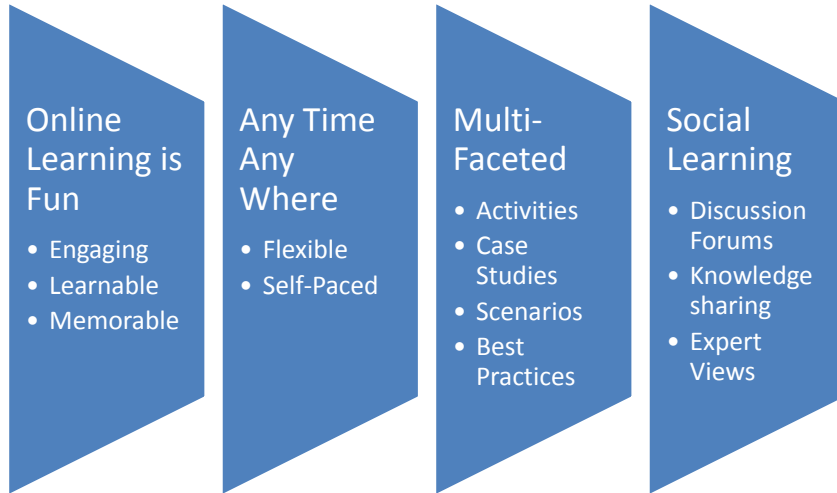 Online
Learning is
Fun
• Engaging
• Learnable
• Memorable
Any Time
Any
Where
• Flexible
• Self-Paced
Multi-
Faceted
• Activities
• Case
Studies
• Scenarios
• Best
Practices
Social
Learning
• Discussion
Forums
• Knowledge
sharing
• Expert
Views